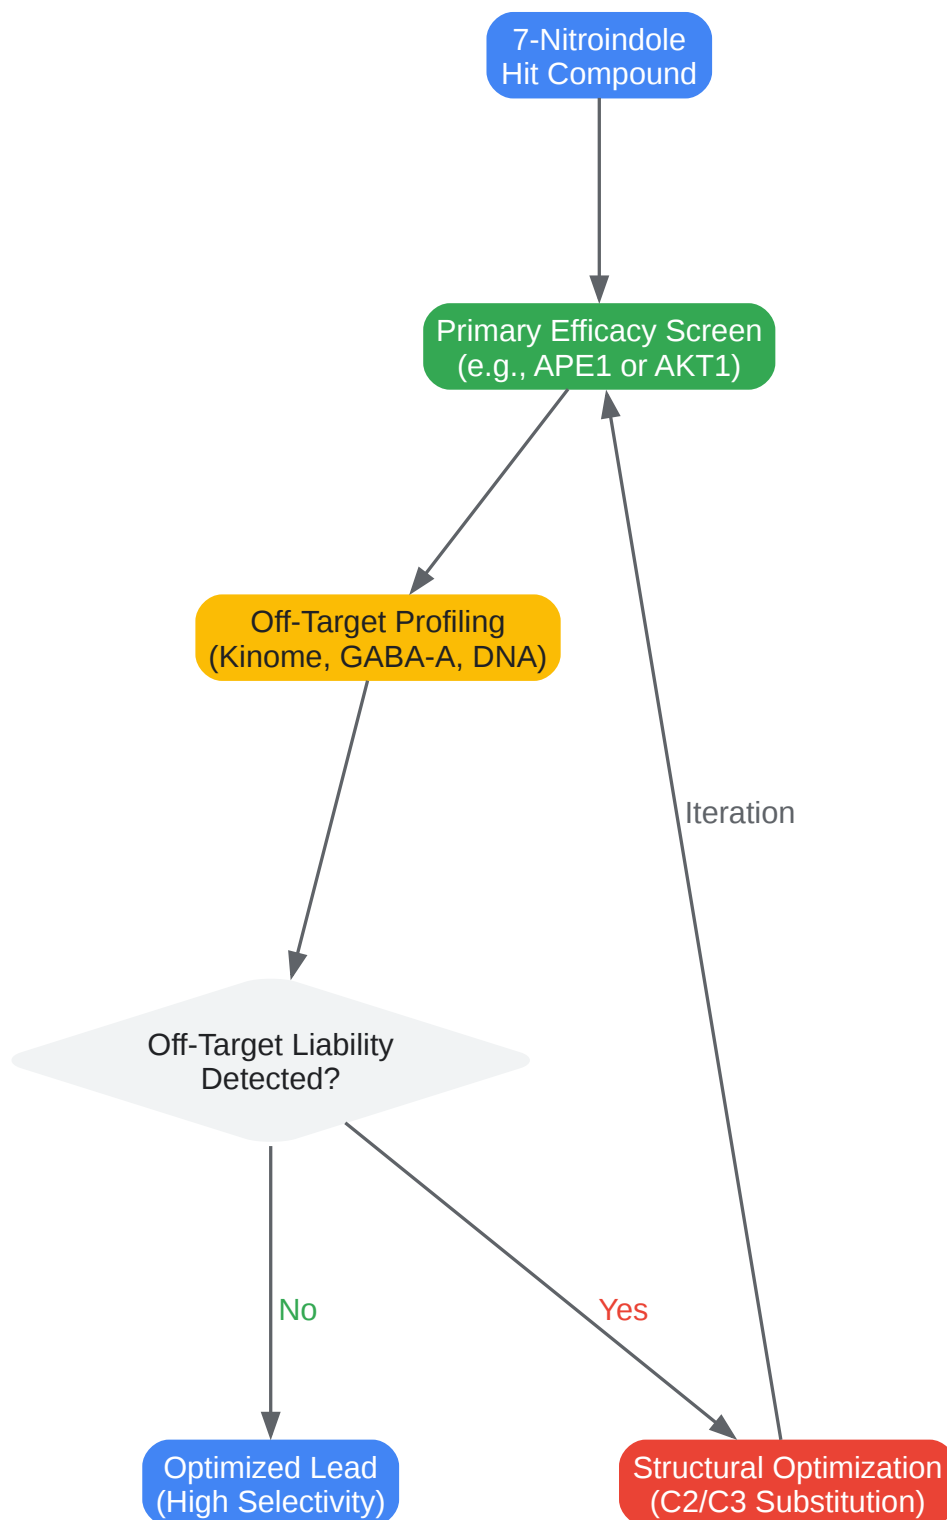 7-Nitroindole
Hit Compound
Primary Efficacy Screen
(e.g., APE1 or AKT1)
Off-Target Profiling
(Kinome, GABA-A, DNA)
Iteration
Off-Target Liability
Detected?
No
Yes
Optimized Lead
(High Selectivity)
Structural Optimization
(C2/C3 Substitution)